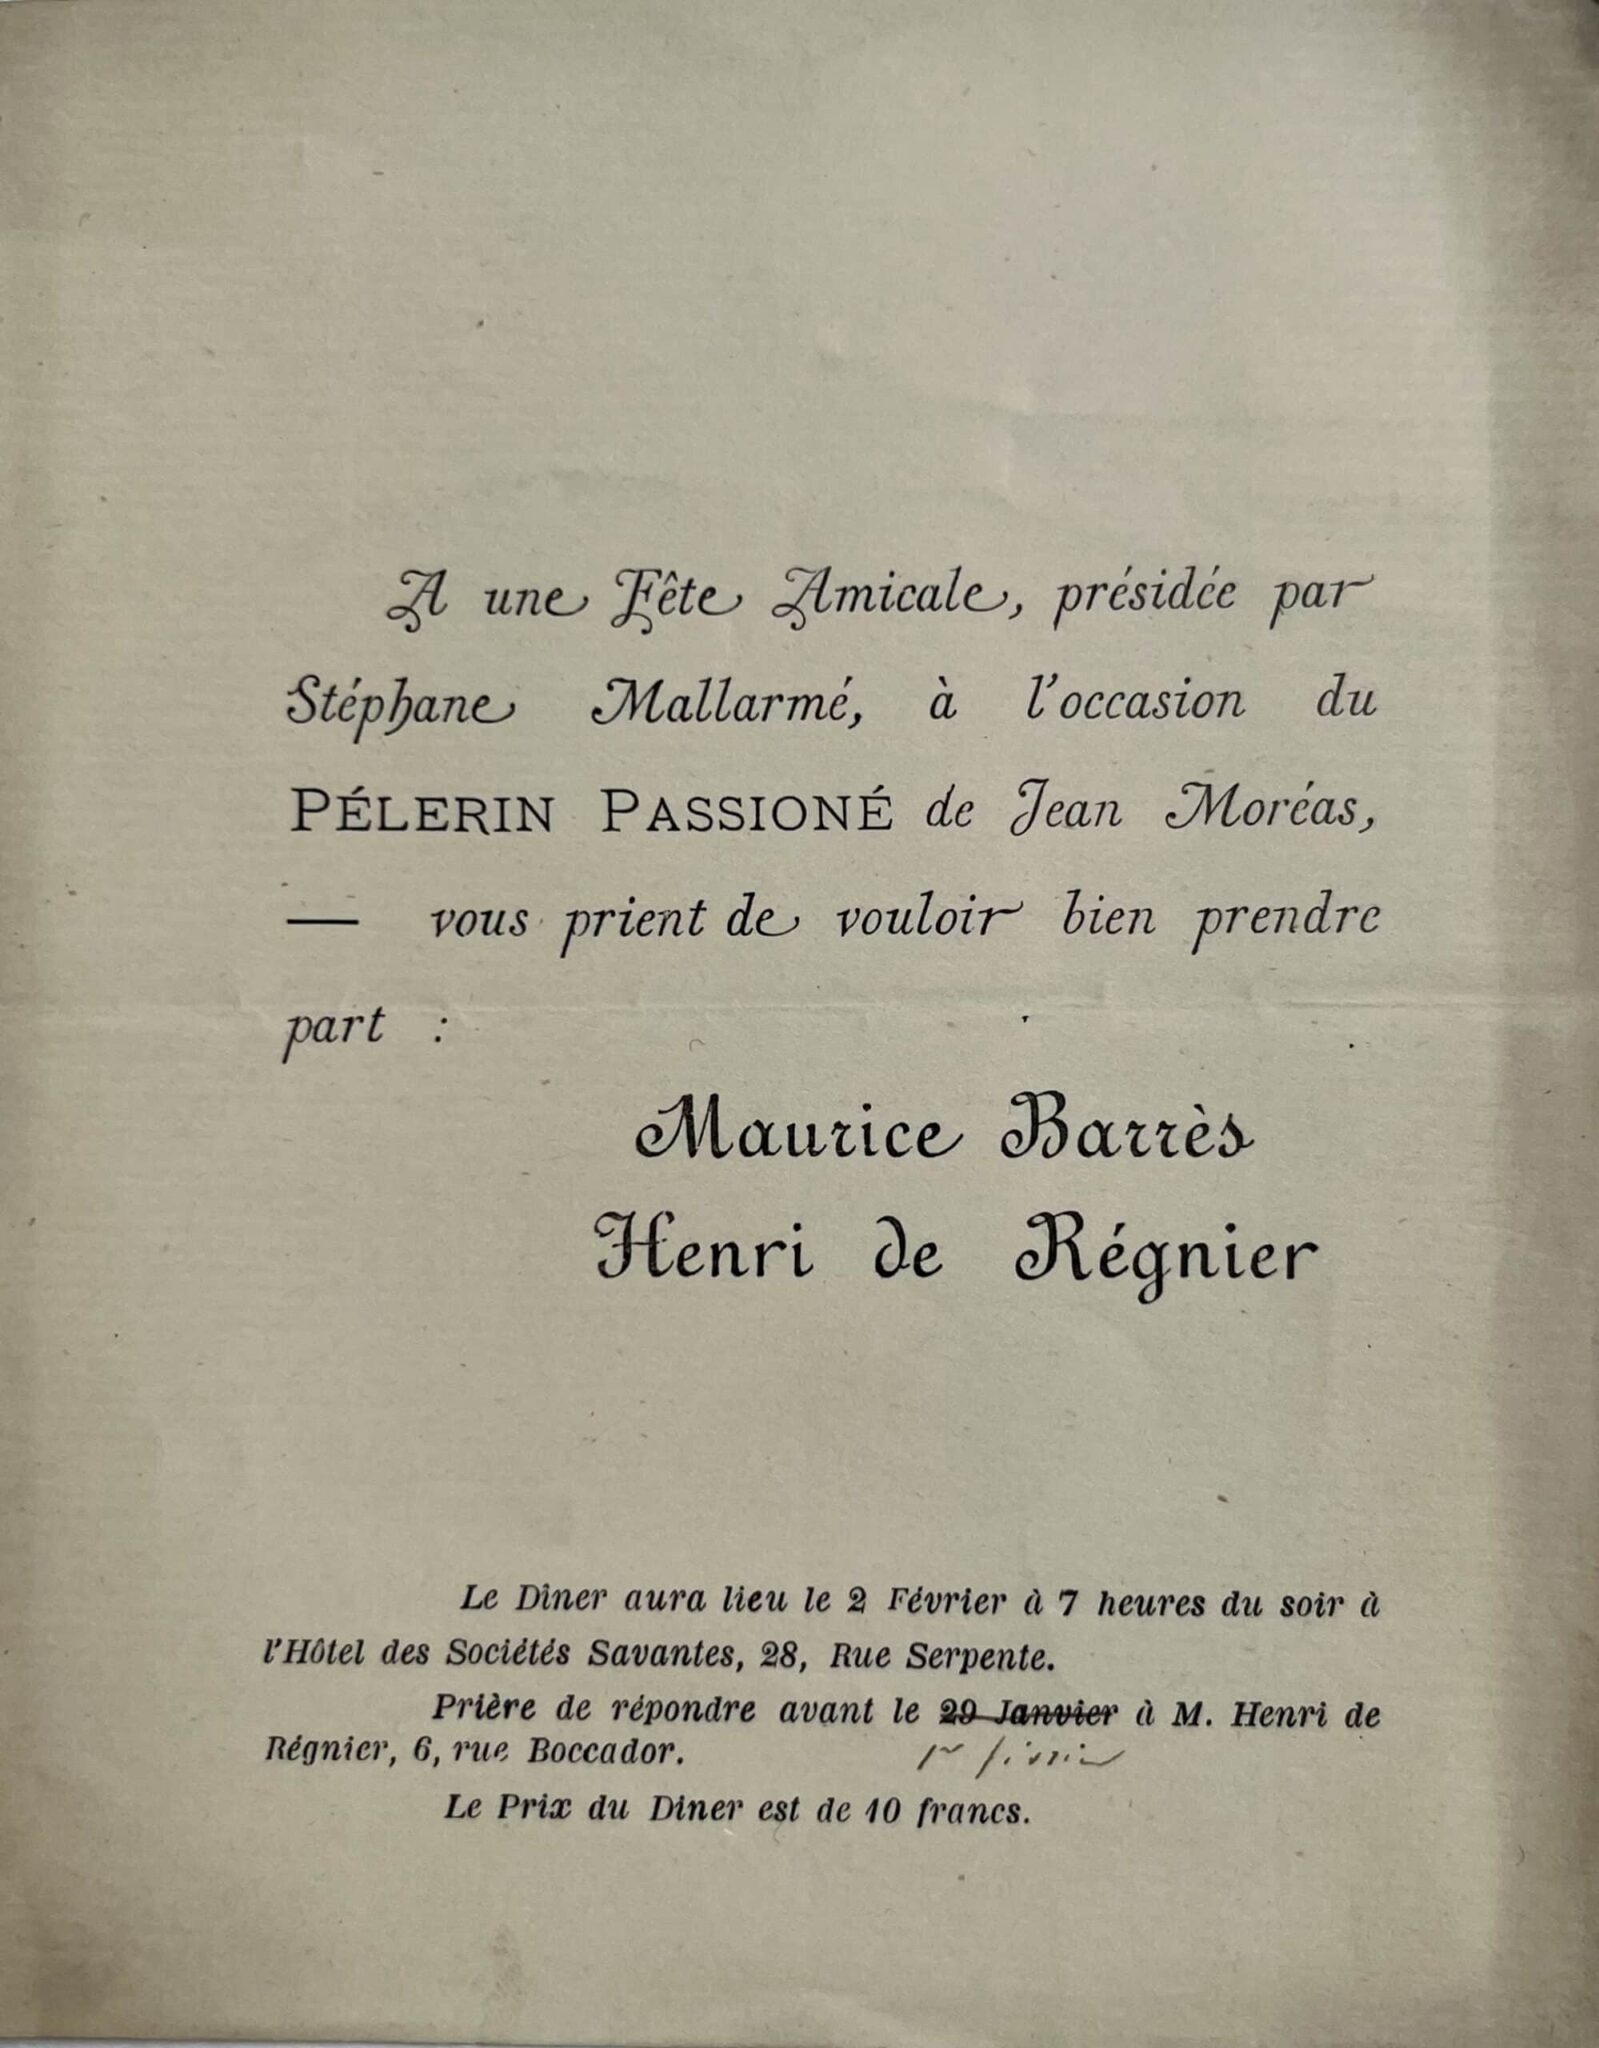 A une Fête Amicale, présidée par
Stéphane Mallarmé, à l'occasion du
PÉLERIN PASSIONÉ de Jean Moréas,
— vous prient de vouloir bien prendre
part :
Maurice Barrès
Henri de Régnier
Le Dîner aura lieu le 2 Février à 7 heures du soir à
l'Hôtel des Sociétés Savantes, 28, Rue Serpente.
Prière de répondre avant le 29 Janvier à M. Henri de
Régnier, 6, rue Boccador. 1er février
Le Prix du Diner est de 10 francs.